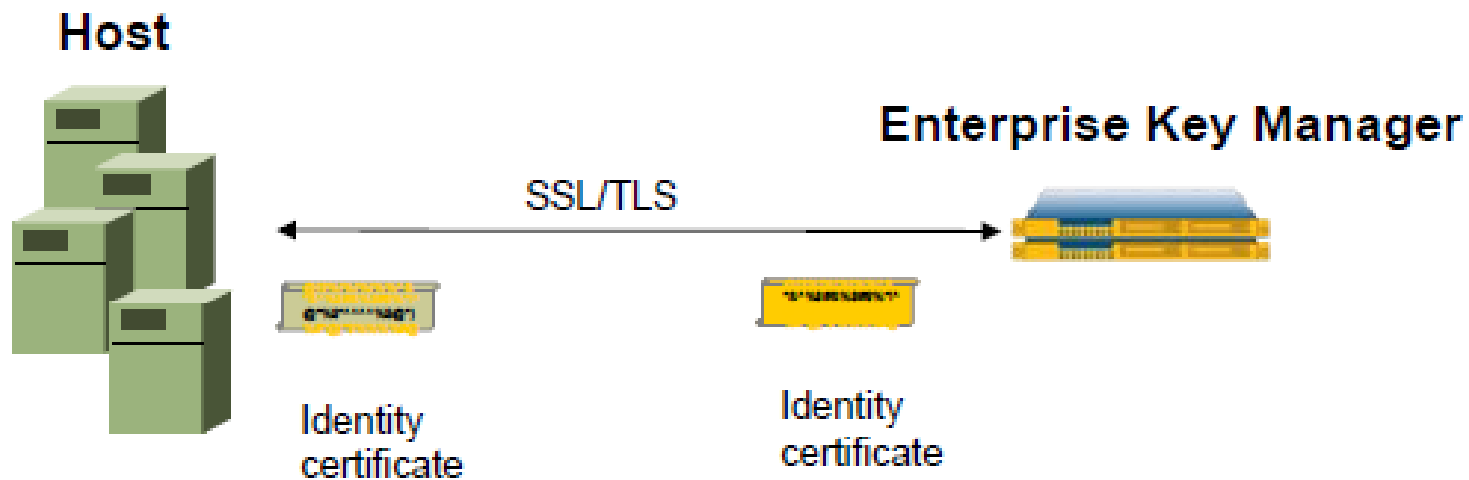 Host
Enterprise Key Manager
SSL/TLS
Identity
certificate
Identity
certificate